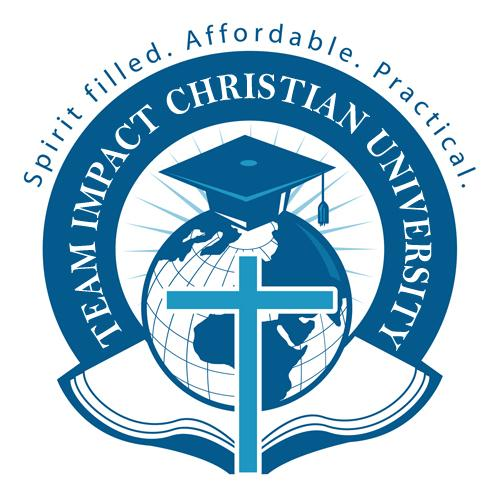 Spirit filled. Affordable. Practical.
TEAM IMPACT CHRISTIAN UNIVERSITY